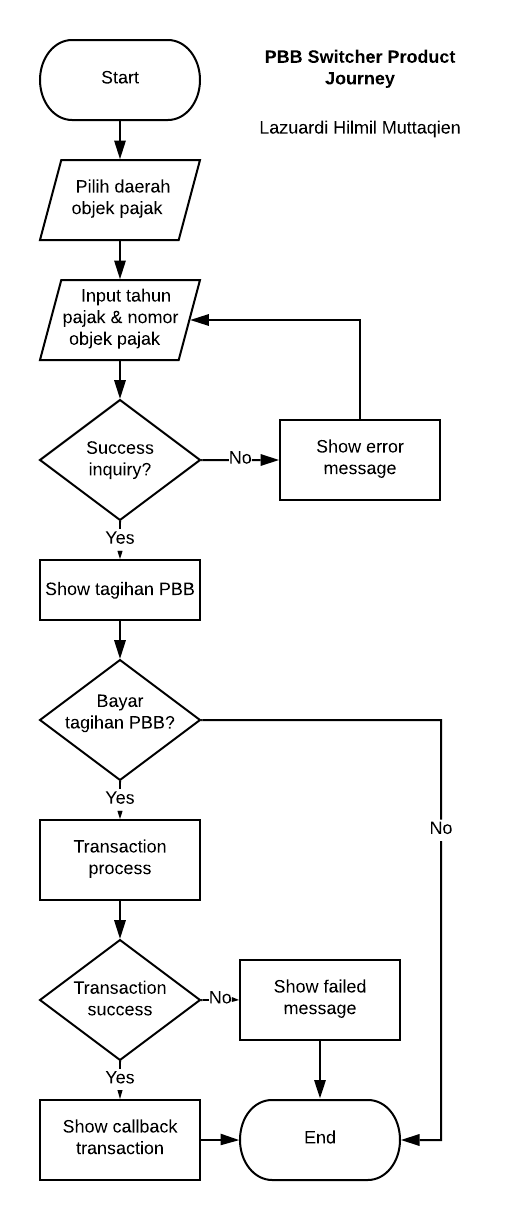 PBB Switcher Product
Journey
Lazuardi Hilmil Muttaqien
Start
Pilih daerah
objek pajak
Input tahun
pajak & nomor
objek pajak
Success
inquiry?
No
Show error
message
Yes
Show tagihan PBB
Bayar
tagihan PBB?
No
Yes
Transaction
process
Transaction
success
No
Show failed
message
Yes
Show callback
transaction
End